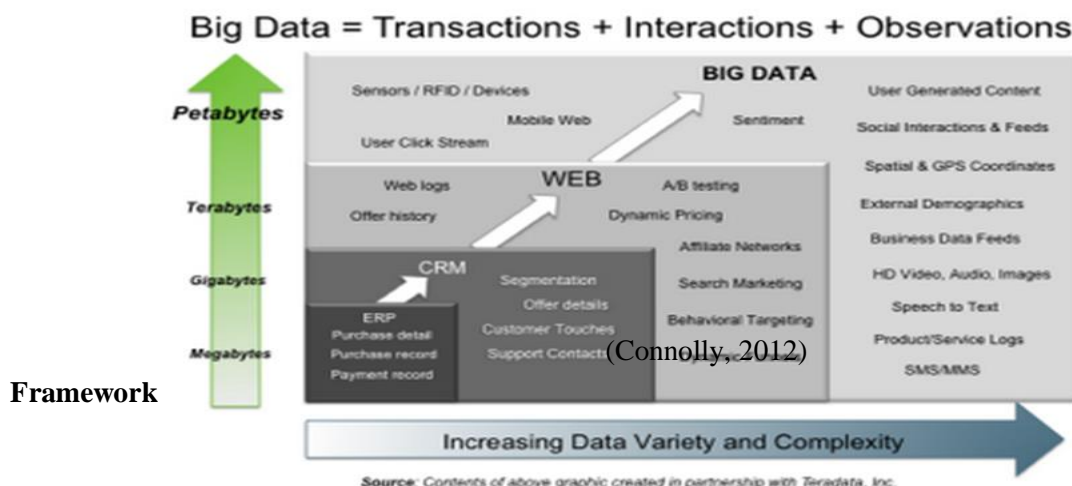 Big Data = Transactions + Interactions + Observations
BIG DATA
Sensors / RFID / Devices
User Generated Content
Petabytes
Mobile Web
Sentiment
Social Interactions & Feeds
User Click Stream
Spatial & GPS Coordinates
WEB
Web logs
A/B testing
Terabytes
Offer history
Dynamic Pricing
External Demographics
Business Data Feeds
Affiliate Networks
CRM
Gigabytes
Segmentation
Search Marketing
HD Video, Audio, Images
Offer details
Speech to Text
ERP
Purchase detail
Customer Touches
Behavioral Targeting
Product/Service Logs
Megabytes
Purchase record
Support Contacts
(Connolly, 2012)
Payment record
SMS/MMS
Framework
Increasing Data Variety and Complexity
Source: Contents of above graphic created in partnership with Teradata, Inc.